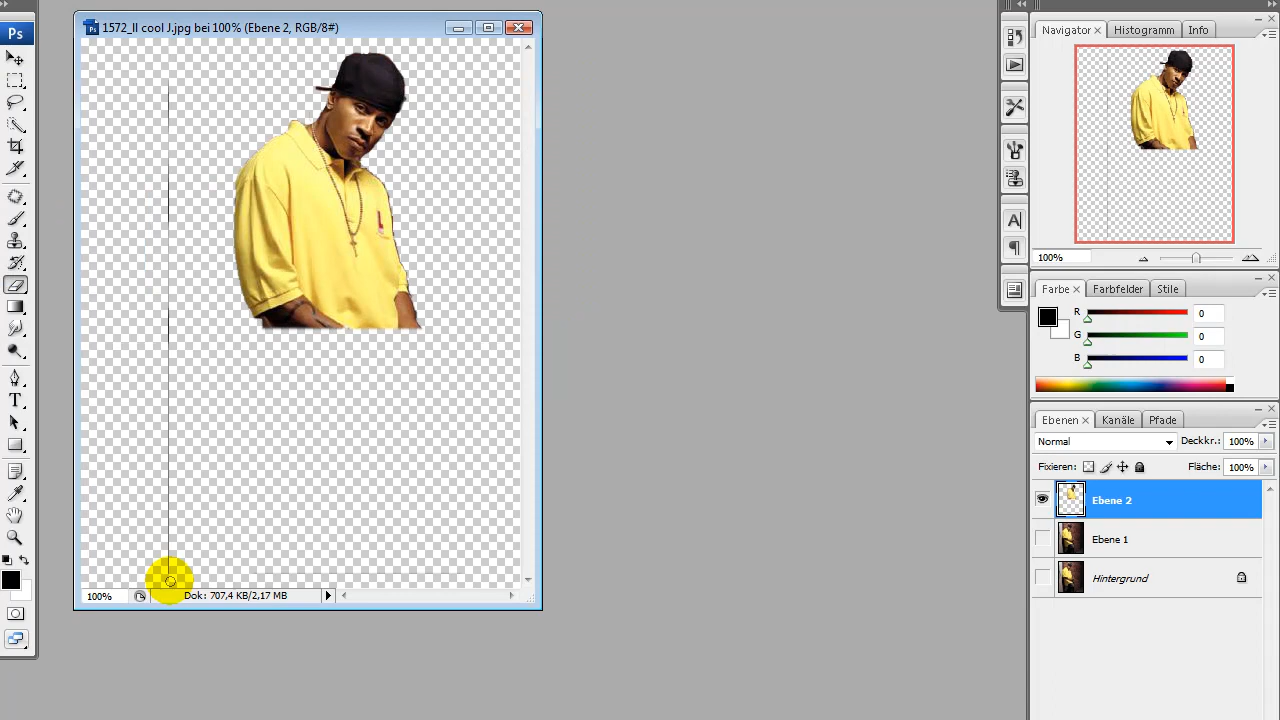 Ps
1572_ll cool J.jpg bei 100% (Ebene 2, RGB/8#)
100%
Dok: 707,4 KB/2,17 MB
Navigator
Histogramm
Info
100%
Farbe
Farbfelder
Stile
R
0
G
0
B
0
Ebenen
Kanäle
Pfade
Normal
Deckkr.: 100%
Fixieren:
Fläche: 100%
Ebene 2
Ebene 1
Hintergrund